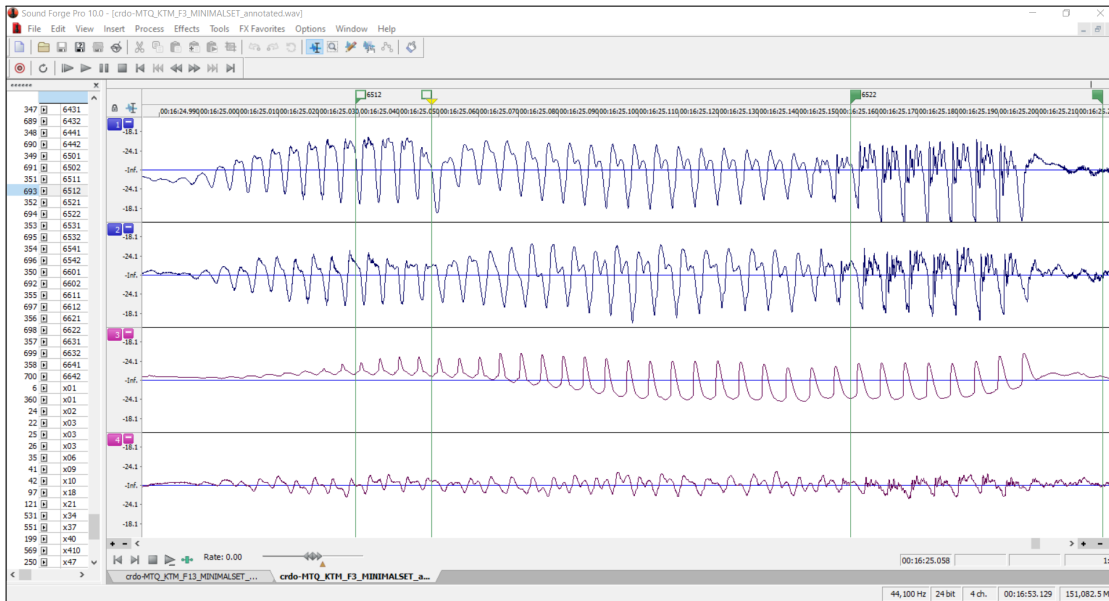 Sound Forge Pro 10.0 - [crdo-MTQ_KTM_F3_MINIMALSET_annotated.wav]
File Edit View Insert Process Effects Tools FX Favorites Options Window Help
******
347 6431
689 6432
348 6441
690 6442
349 6501
691 6502
351 6511
693 6512
352 6521
694 6522
353 6531
695 6532
354 6541
696 6542
350 6601
692 6602
355 6611
697 6612
356 6621
698 6622
357 6631
699 6632
358 6641
700 6642
6 x01
360 x01
24 x02
22 x03
25 x03
26 x03
35 x06
41 x09
42 x10
97 x18
121 x21
531 x34
551 x37
199 x40
569 x410
250 x47
6512 6522
,00:16:24.990 00:16:25.000 00:16:25.010 00:16:25.020 00:16:25.030 00:16:25.040 00:16:25.050 00:16:25.060 00:16:25.070 00:16:25.080 00:16:25.090 00:16:25.100 00:16:25.110 00:16:25.120 00:16:25.130 00:16:25.140 00:16:25.150 00:16:25.160 00:16:25.170 00:16:25.180 00:16:25.190 00:16:25.200 00:16:25.210 00:16:25.2
1
-18.1
-24.1
-Inf.
-24.1
-18.1
2
-18.1
-24.1
-Inf.
-24.1
-18.1
3
-18.1
-24.1
-Inf.
-24.1
-18.1
4
-18.1
-24.1
-Inf.
-24.1
-18.1
Rate: 0.00
00:16:25.058
1:
crdo-MTQ_KTM_F13_MINIMALSET_... crdo-MTQ_KTM_F3_MINIMALSET_a...
44,100 Hz 24 bit 4 ch. 00:16:53.129 151,082.5 M